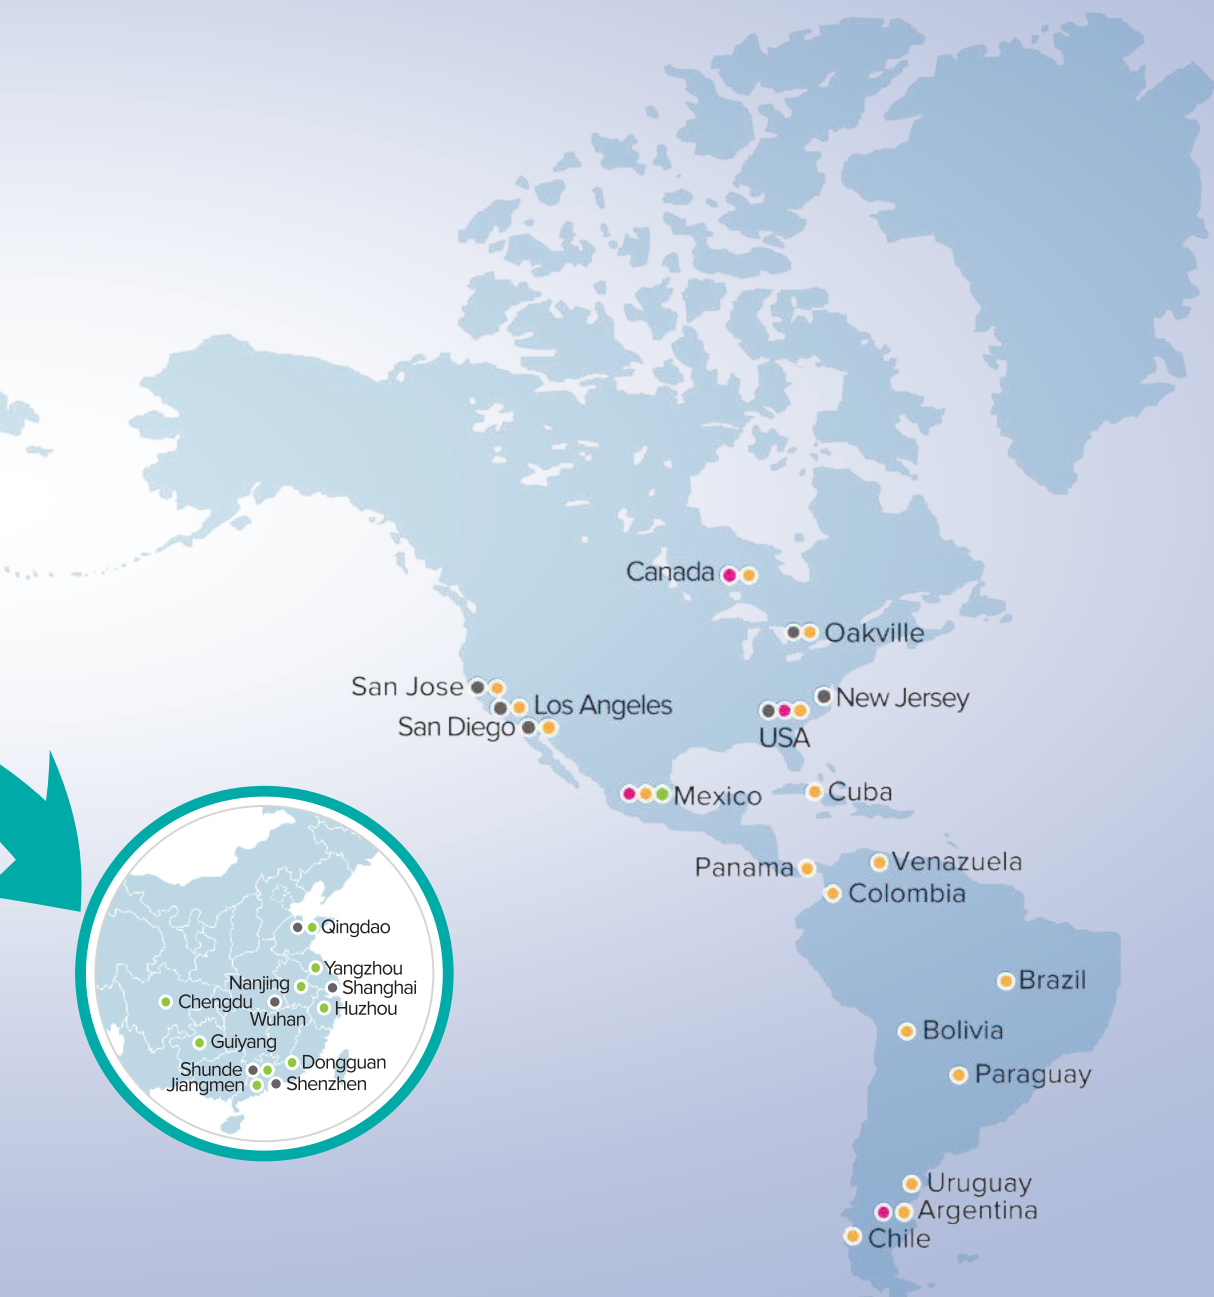 Canada
Oakville
San Jose
Los Angeles
New Jersey
San Diego
USA
Mexico
Cuba
Panama
Venazuela
Colombia
Qingdao
Yangzhou
Nanjing
Shanghai
Chengdu
Huzhou
Wuhan
Guiyang
Dongguan
Shunde
Jiangmen
Shenzhen
Brazil
Bolivia
Paraguay
Uruguay
Argentina
Chile